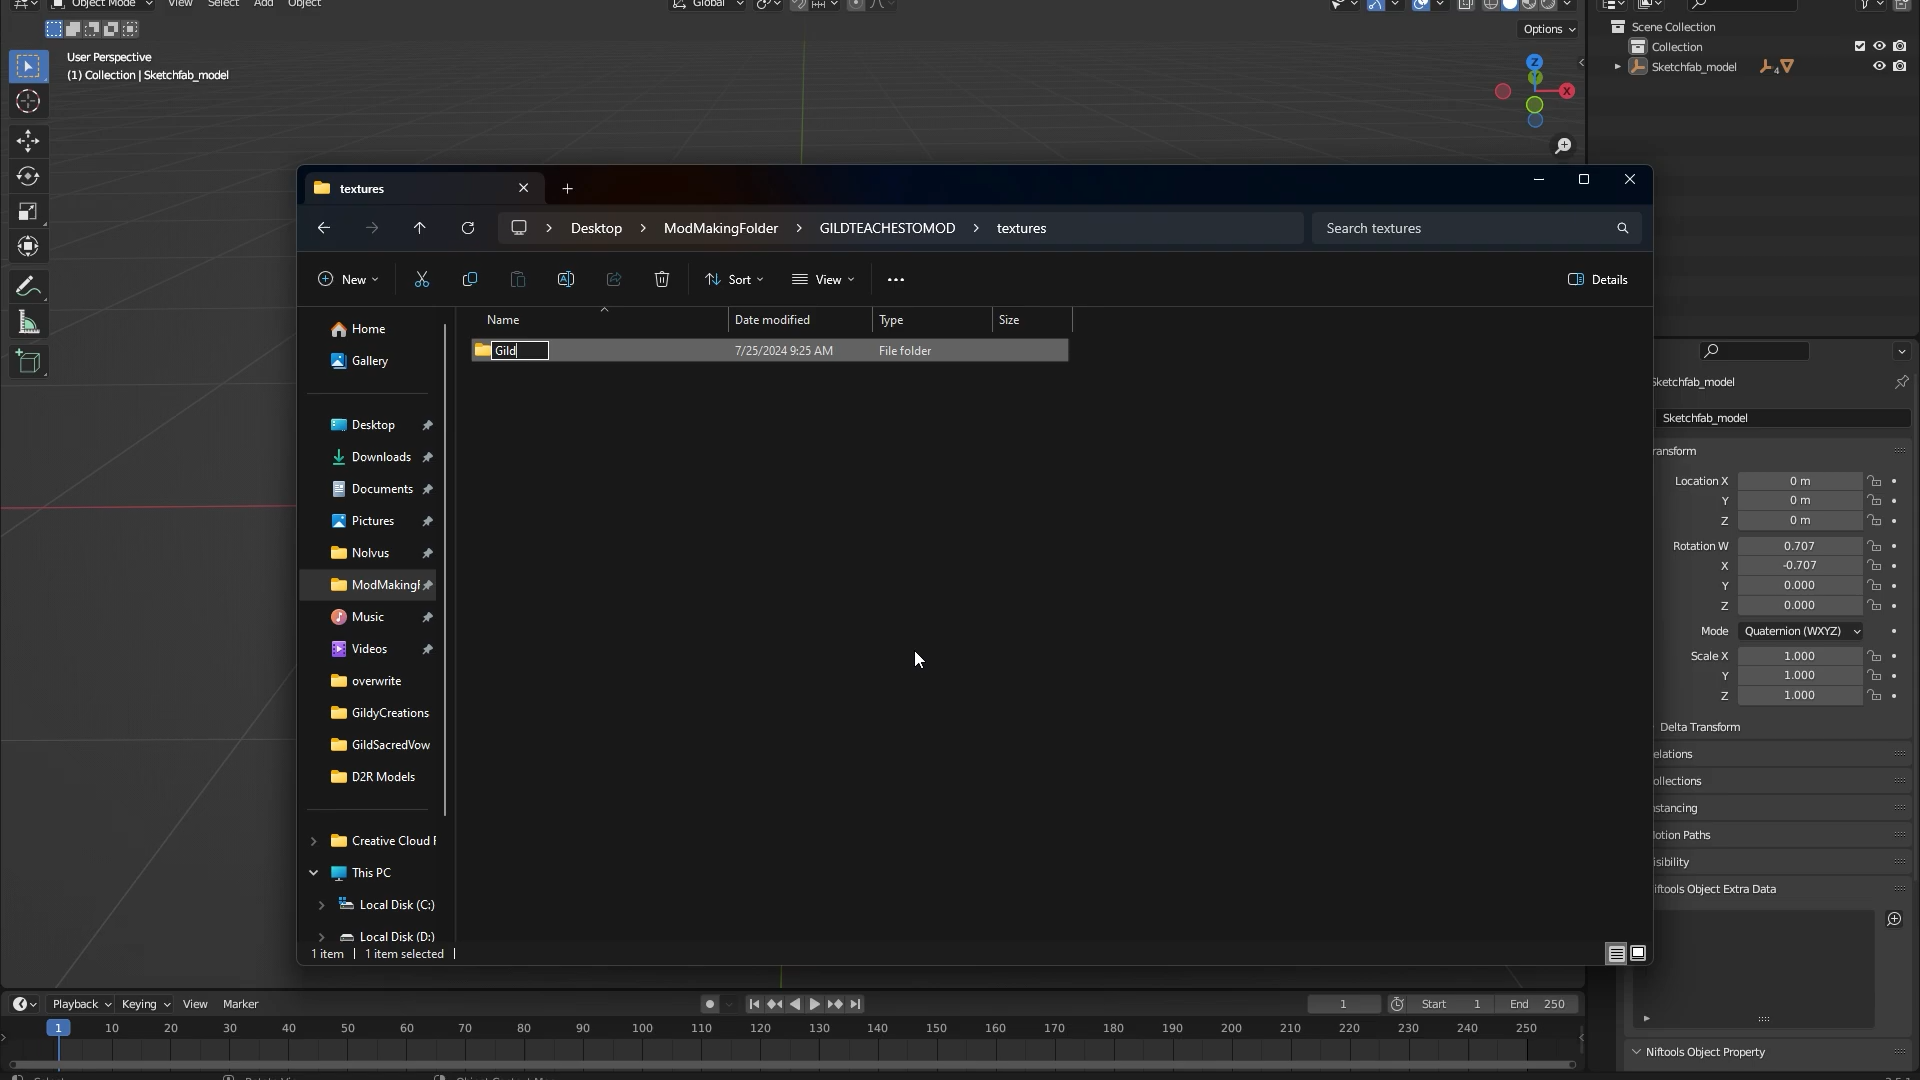 Object Mode View Select Add Object Global
Options
User Perspective
(1) Collection | Sketchfab_model
Z
X
Scene Collection
Collection
Sketchfab_model
4
textures
Desktop > ModMakingFolder > GILDTEACHESTOMOD > textures
Search textures
New Sort View Details
Name Date modified Type Size
Gild 7/25/2024 9:25 AM File folder
Home
Gallery
Desktop
Downloads
Documents
Pictures
Nolvus
ModMakingF
Music
Videos
overwrite
GildyCreations
GildSacredVow
D2R Models
Creative Cloud F
This PC
Local Disk (C:)
Local Disk (D:)
1 item 1 item selected
Sketchfab_model
Sketchfab_model
ransform
Location X 0 m
Y 0 m
Z 0 m
Rotation W 0.707
X -0.707
Y 0.000
Z 0.000
Mode Quaternion (WXYZ)
Scale X 1.000
Y 1.000
Z 1.000
Delta Transform
elations
ollections
nstancing
Motion Paths
isibility
iftools Object Extra Data
Niftools Object Property
Playback Keying View Marker
1 Start 1 End 250
1 10 20 30 40 50 60 70 80 90 100 110 120 130 140 150 160 170 180 190 200 210 220 230 240 250